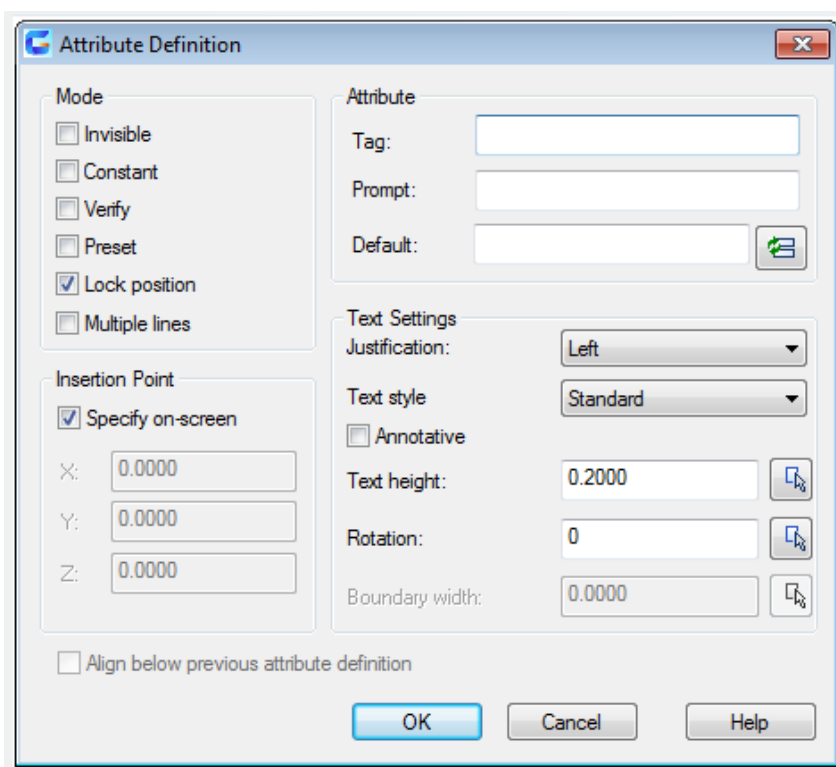 Attribute Definition
Mode
Invisible
Constant
Verify
Preset
Lock position
Multiple lines
Insertion Point
Specify on-screen
X: 0.0000
Y: 0.0000
Z: 0.0000
Attribute
Tag:
Prompt:
Default:
Text Settings
Justification: Left
Text style Standard
Annotative
Text height: 0.2000
Rotation: 0
Boundary width: 0.0000
Align below previous attribute definition
OK Cancel Help